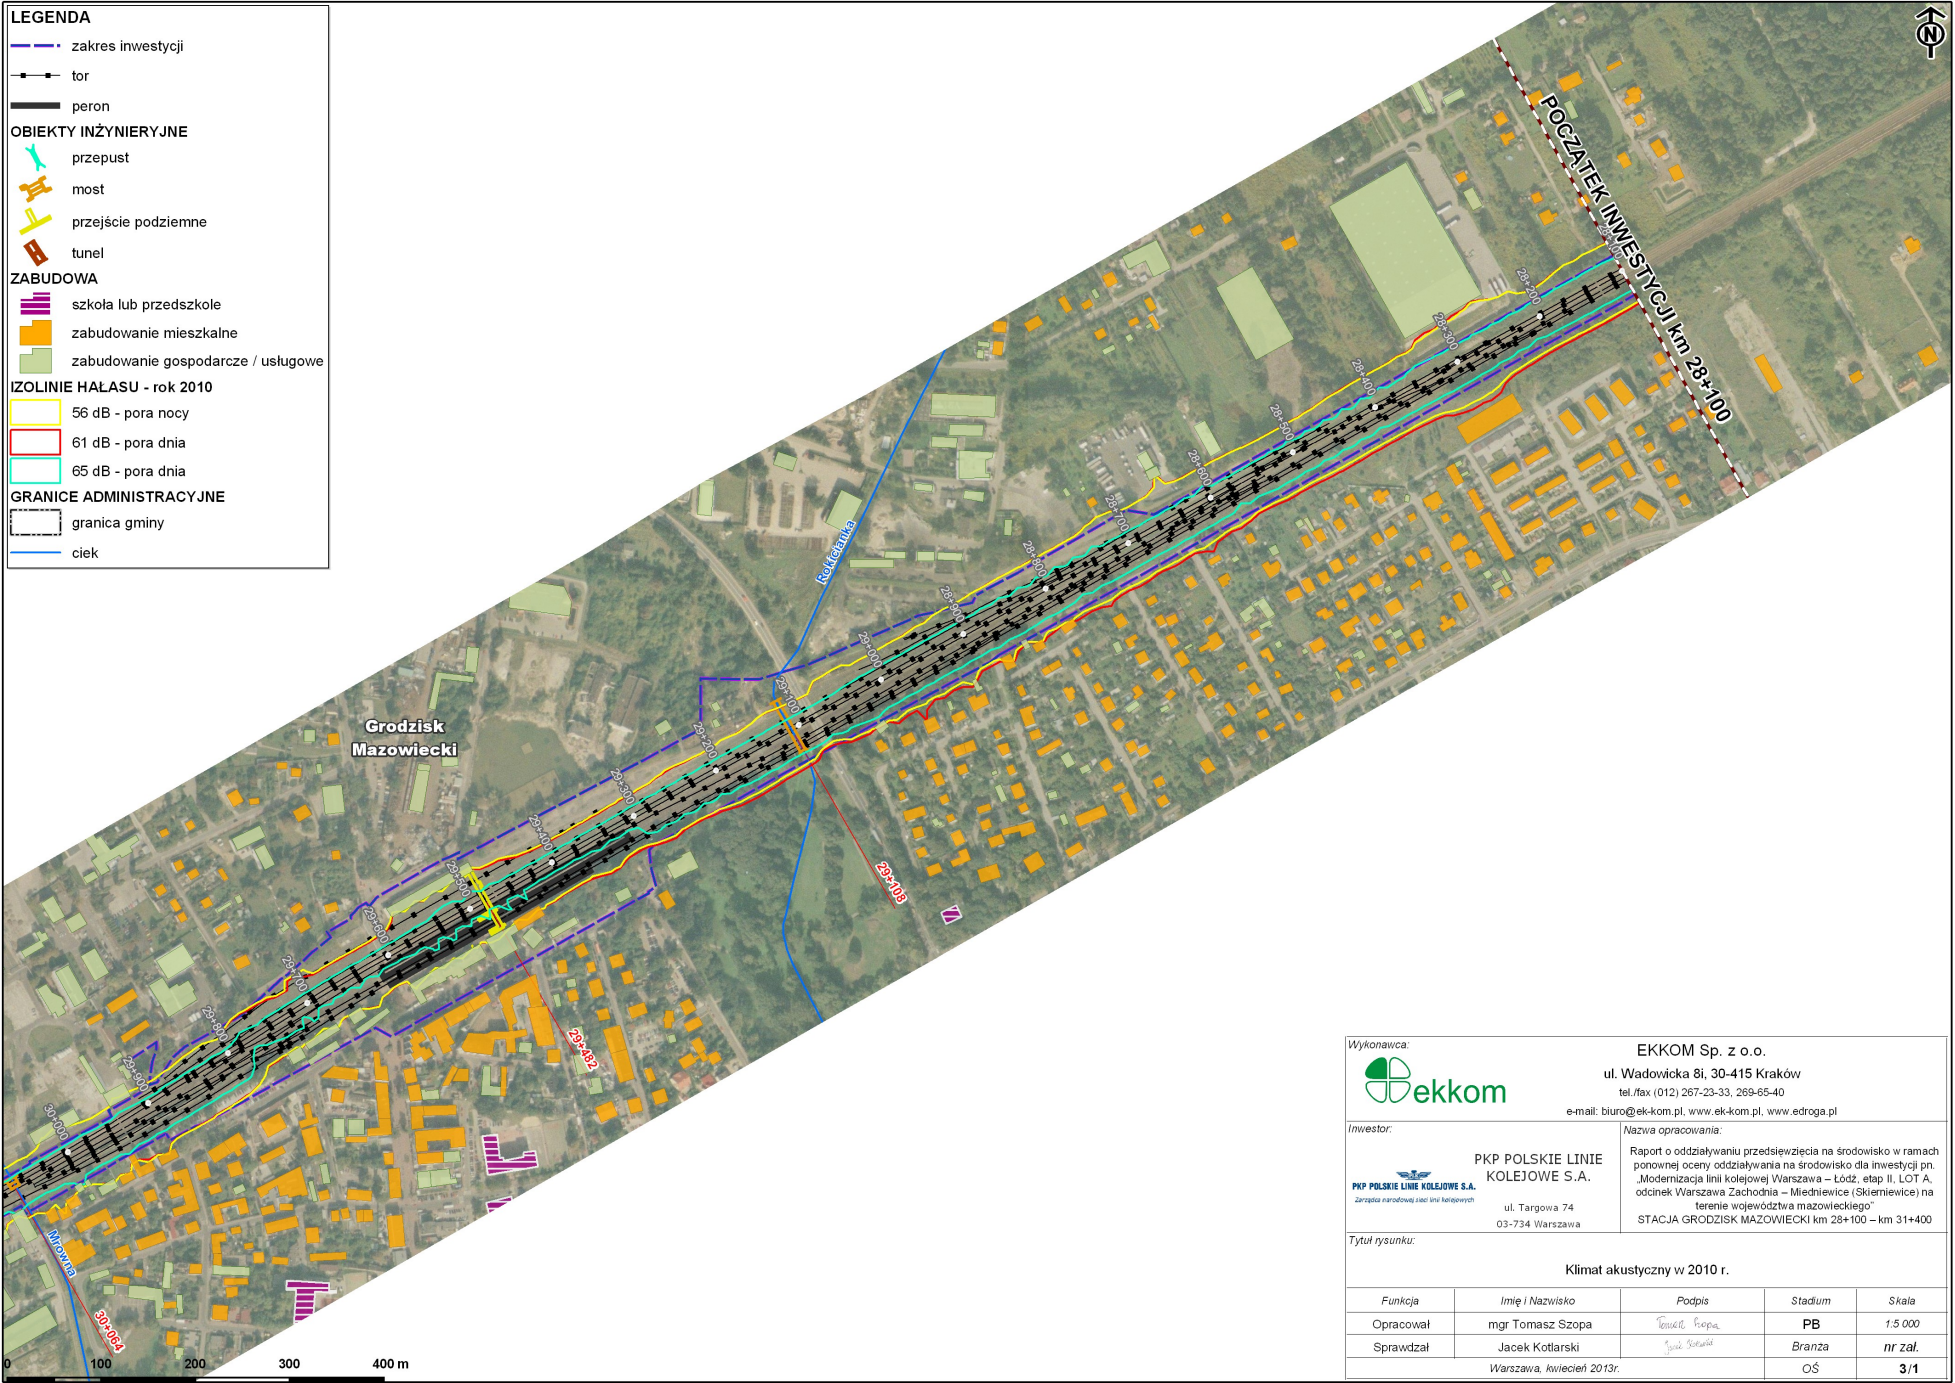 LEGENDA
zakres inwestycji
tor
peron
OBIEKTY INŻYNIERYJNE
przepust
most
przejście podziemne
tunel
ZABUDOWA
szkoła lub przedszkole
zabudowanie mieszkalne
zabudowanie gospodarcze / usługowe
IZOLINIE HAŁASU - rok 2010
56 dB - pora nocy
61 dB - pora dnia
65 dB - pora dnia
GRANICE ADMINISTRACYJNE
granica gminy
ciek
N
POCZĄTEK INWESTYCJI km 28+100
28+100
28+200
28+300
28+400
28+500
28+600
28+700
28+800
28+900
29+000
29+100
29+200
29+300
29+400
29+500
29+600
29+700
29+800
29+900
30+000
Rokicianka
Grodzisk
Mazowiecki
29+108
29+482
Mrowna
30+064
0 100 200 300 400 m
Wykonawca:
ekkom
EKKOM Sp. z o.o.
ul. Wadowicka 8i, 30-415 Kraków
tel./fax (012) 267-23-33, 269-65-40
e-mail: biuro@ek-kom.pl, www.ek-kom.pl, www.edroga.pl
Inwestor:
PKP POLSKIE LINIE KOLEJOWE S.A.
Zarządca narodowej sieci linii kolejowych
PKP POLSKIE LINIE
KOLEJOWE S.A.
ul. Targowa 74
03-734 Warszawa
Nazwa opracowania:
Raport o oddziaływaniu przedsięwzięcia na środowisko w ramach
ponownej oceny oddziaływania na środowisko dla inwestycji pn.
„Modernizacja linii kolejowej Warszawa – Łódź, etap II, LOT A,
odcinek Warszawa Zachodnia – Miedniewice (Skierniewice) na
terenie województwa mazowieckiego”
STACJA GRODZISK MAZOWIECKI km 28+100 – km 31+400
Tytuł rysunku:
Klimat akustyczny w 2010 r.
Funkcja Imię i Nazwisko Podpis Stadium Skala
Opracował mgr Tomasz Szopa Tomasz Szopa PB 1:5 000
Sprawdzał Jacek Kotlarski Branża nr zał.
Warszawa, kwiecień 2013r. OŚ 3/1